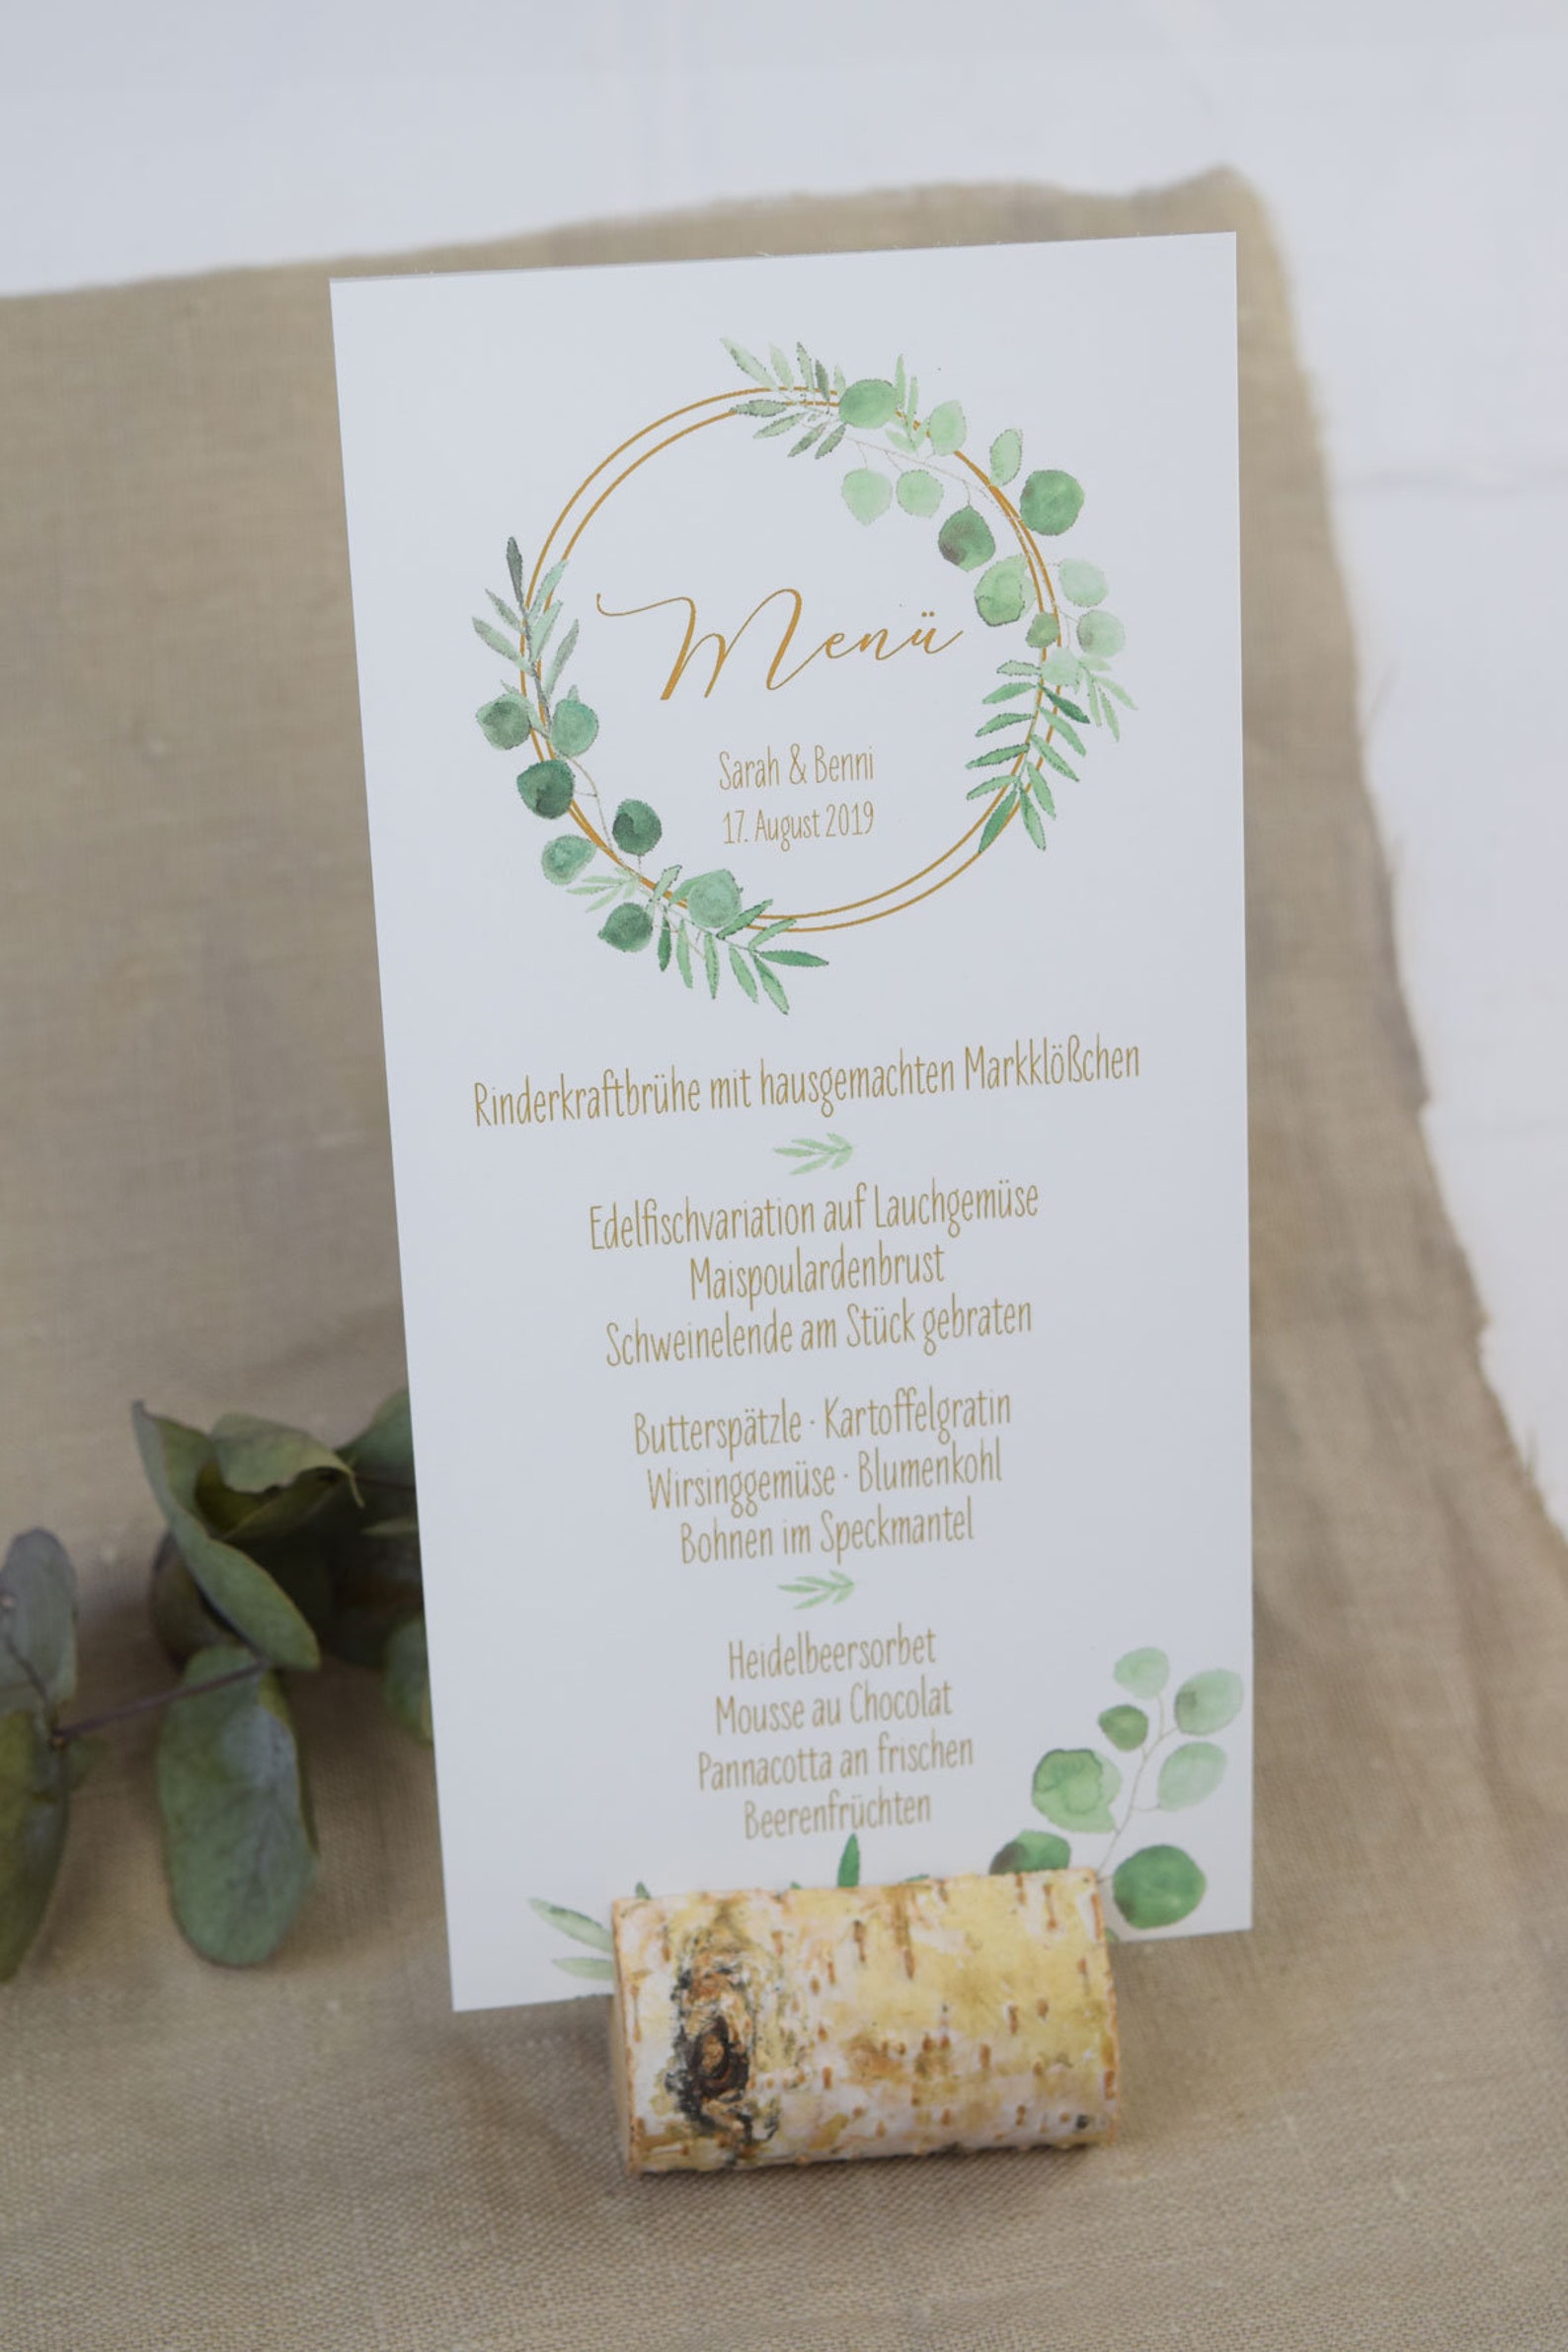 Menü
Sarah & Benni
17. August 2019
Rinderkraftbrühe mit hausgemachten Markklößchen
Edelfischvariation auf Lauchgemüse
Maispoulardenbrust
Schweinelende am Stück gebraten
Butterspätzle · Kartoffelgratin
Wirsinggemüse · Blumenkohl
Bohnen im Speckmantel
Heidelbeersorbet
Mousse au Chocolat
Pannacotta an frischen
Beerenfrüchten